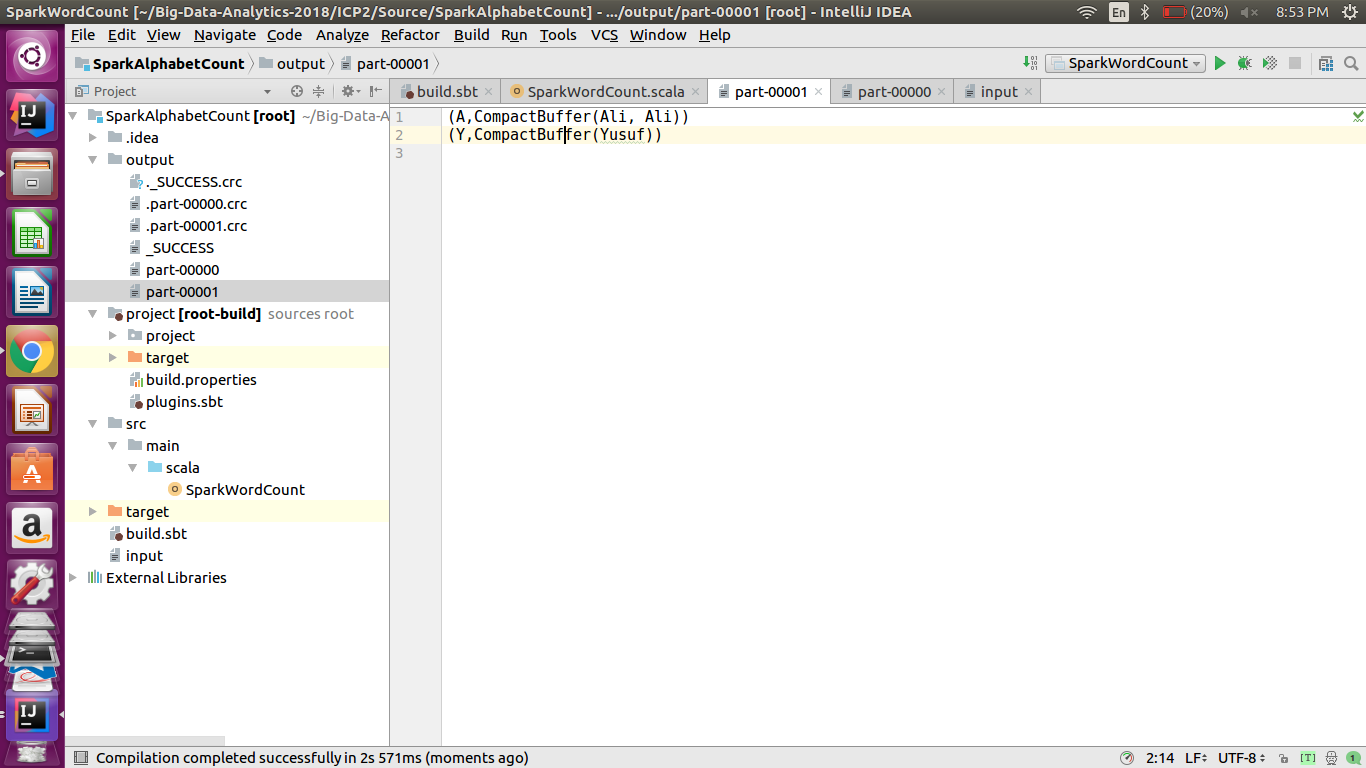 SparkWordCount [~/Big-Data-Analytics-2018/ICP2/Source/SparkAlphabetCount] - .../output/part-00001 [root] - IntelliJ IDEA
En (20%) 8:53 PM
File Edit View Navigate Code Analyze Refactor Build Run Tools VCS Window Help
SparkAlphabetCount output part-00001 SparkWordCount
Project
build.sbt SparkWordCount.scala part-00001 part-00000 input
SparkAlphabetCount [root] ~/Big-Data-A
.idea
output
._SUCCESS.crc
.part-00000.crc
.part-00001.crc
_SUCCESS
part-00000
part-00001
project [root-build] sources root
project
target
build.properties
plugins.sbt
src
main
scala
SparkWordCount
target
build.sbt
input
External Libraries
1 (A,CompactBuffer(Ali, Ali))
2 (Y,CompactBuffer(Yusuf))
3
IJ
A
a
IJ
Compilation completed successfully in 2s 571ms (moments ago)
2:14 LF UTF-8 [T] 1